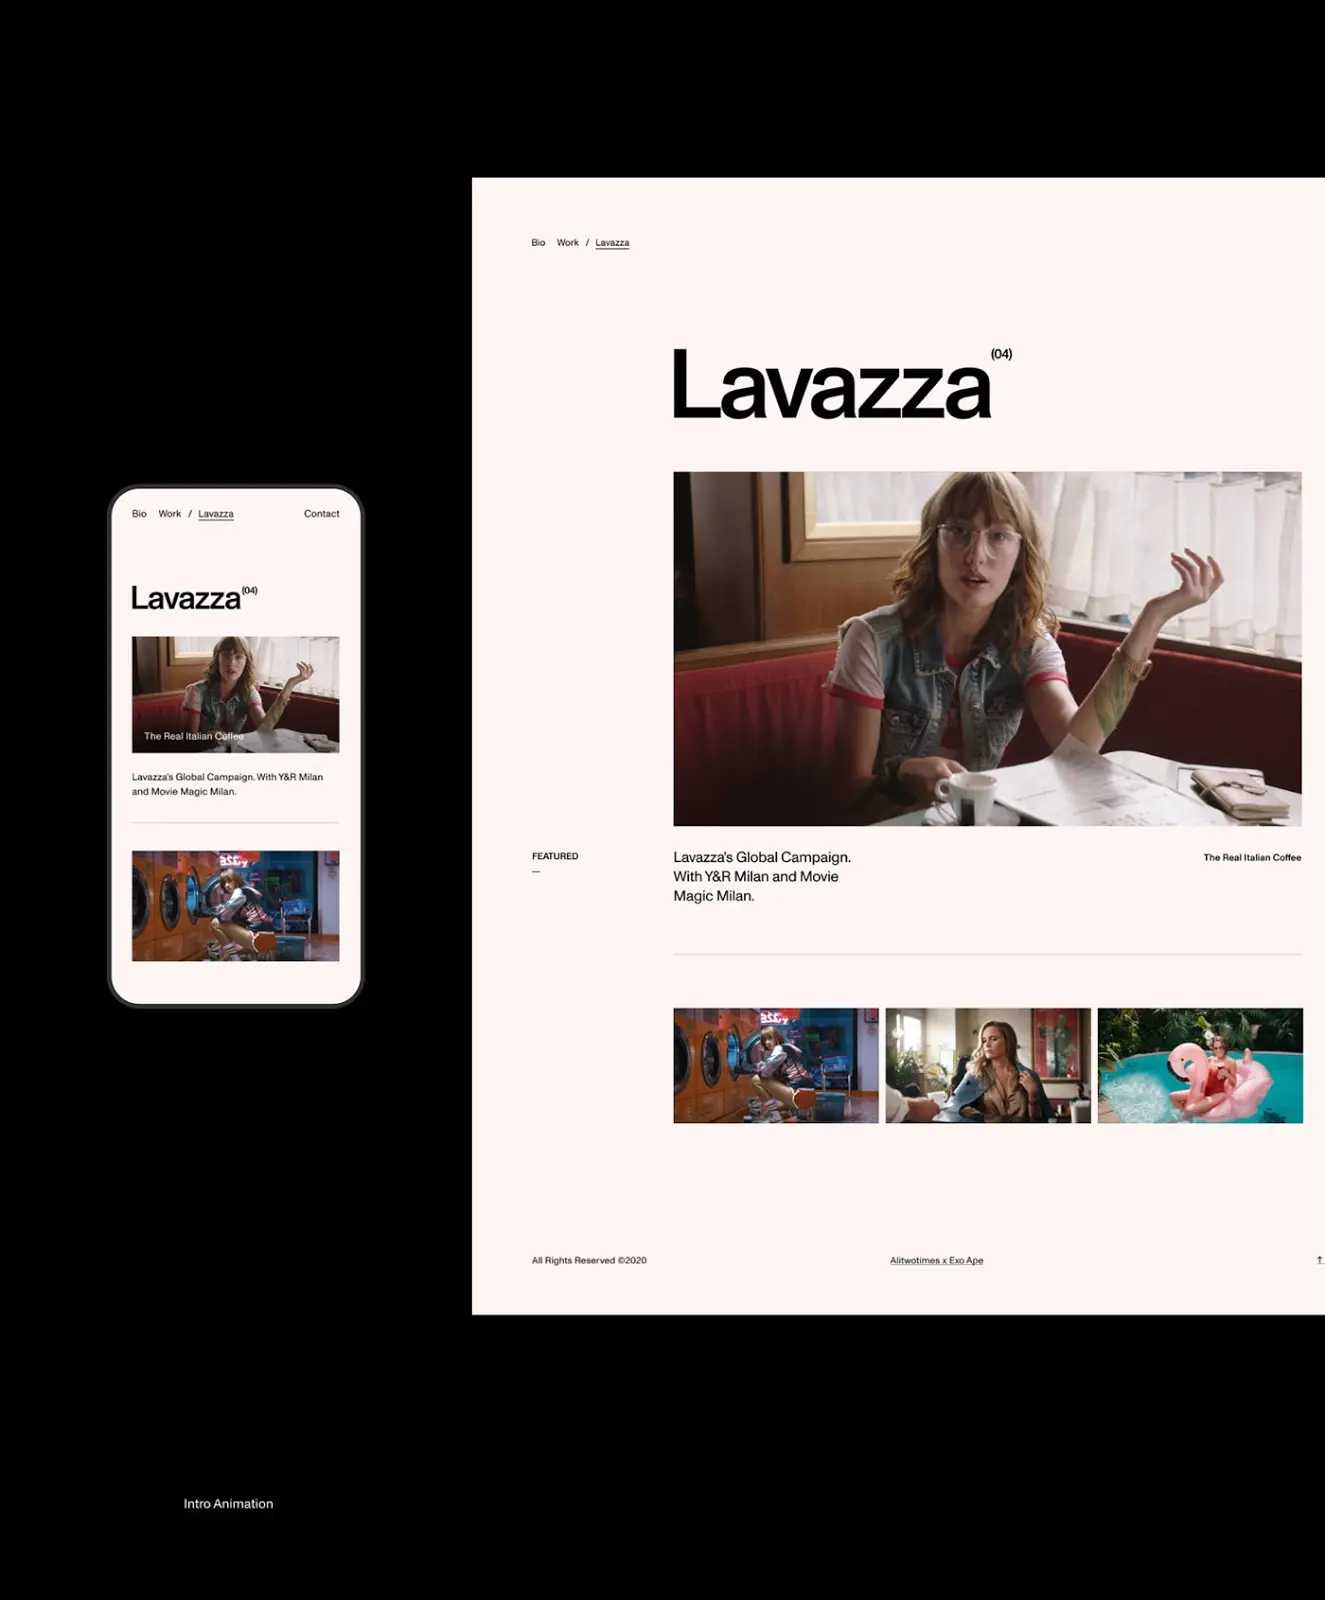 Bio Work / Lavazza
Lavazza (04)
FEATURED
—
Lavazza's Global Campaign.
With Y&R Milan and Movie
Magic Milan.
The Real Italian Coffee
All Rights Reserved ©2020
Alitwotimes x Exo Ape
↑
Bio Work / Lavazza Contact
Lavazza (04)
The Real Italian Coffee
Lavazza's Global Campaign. With Y&R Milan
and Movie Magic Milan.
Intro Animation